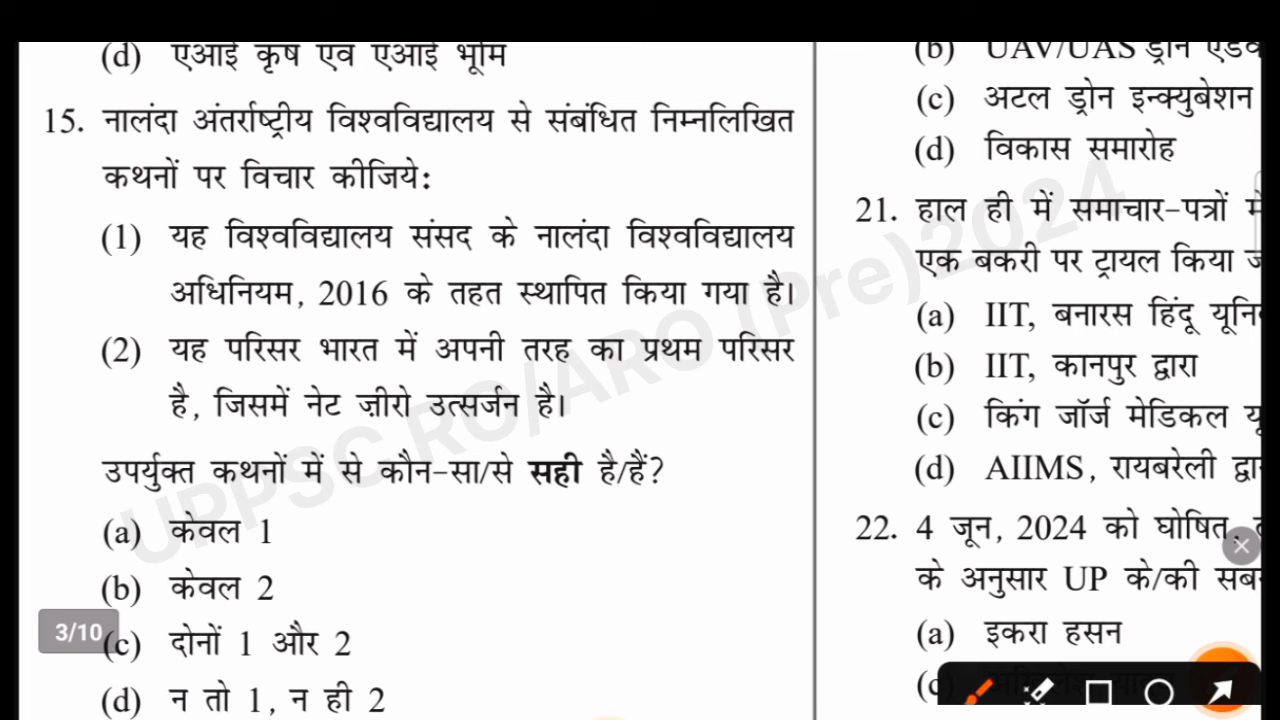 (d) एआई कृषि एवं एआई भूमि
15. नालंदा अंतर्राष्ट्रीय विश्वविद्यालय से संबंधित निम्नलिखित
कथनों पर विचार कीजिये:
(1) यह विश्वविद्यालय संसद के नालंदा विश्वविद्यालय
अधिनियम, 2016 के तहत स्थापित किया गया है।
(2) यह परिसर भारत में अपनी तरह का प्रथम परिसर
है, जिसमें नेट ज़ीरो उत्सर्जन है।
उपर्युक्त कथनों में से कौन-सा/से सही है/हैं?
(a) केवल 1
(b) केवल 2
(c) दोनों 1 और 2
(d) न तो 1, न ही 2
3/10
(b) UAV/UAS ड्रोन
(c) अटल ड्रोन इन्क्युबेशन
(d) विकास समारोह
21. हाल ही में समाचार-पत्रों में
एक बकरी पर ट्रायल किया
(a) IIT, बनारस हिंदू
(b) IIT, कानपुर द्वारा
(c) किंग जॉर्ज मेडिकल
(d) AIIMS, रायबरेली
22. 4 जून, 2024 को घोषित,
के अनुसार UP के/की
(a) इकरा हसन
UPPSC RO/ARO (Pre) 2024